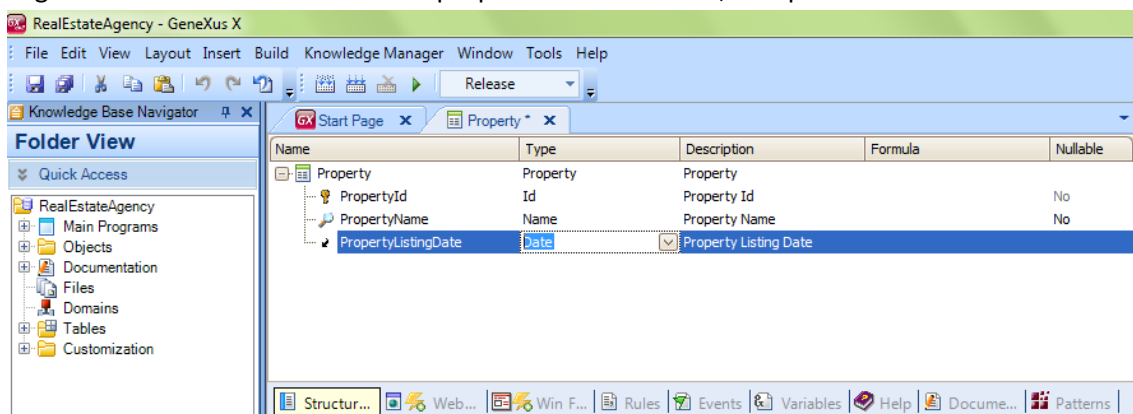 RealEstateAgency - GeneXus X
File Edit View Layout Insert Build Knowledge Manager Window Tools Help
Release
Knowledge Base Navigator
Start Page Property *
Folder View
Name Type Description Formula Nullable
Quick Access
Property Property Property
PropertyId Id Property Id No
RealEstateAgency
PropertyName Name Property Name No
Main Programs
PropertyListingDate Date Property Listing Date
Objects
Documentation
Files
Domains
Tables
Customization
Structur... Web... Win F... Rules Events Variables Help Docume... Patterns